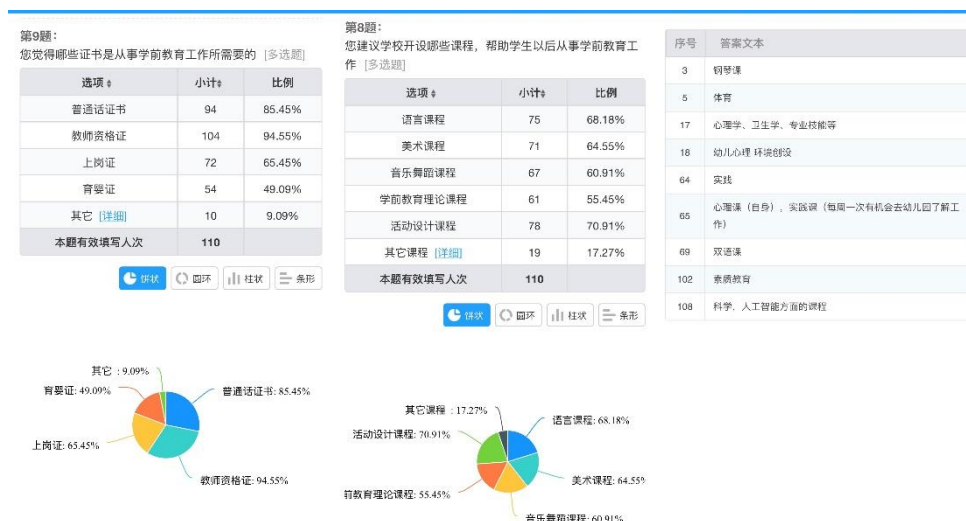 第9题：
您觉得哪些证书是从事学前教育工作所需要的 [多选题]
选项 小计 比例
普通话证书 94 85.45%
教师资格证 104 94.55%
上岗证 72 65.45%
育婴证 54 49.09%
其它 [详细] 10 9.09%
本题有效填写人次 110
饼状 圆环 柱状 条形
其它 : 9.09%
育婴证: 49.09%
普通话证书: 85.45%
上岗证: 65.45%
教师资格证: 94.55%
第8题：
您建议学校开设哪些课程，帮助学生以后从事学前教育工
作 [多选题]
选项 小计 比例
语言课程 75 68.18%
美术课程 71 64.55%
音乐舞蹈课程 67 60.91%
学前教育理论课程 61 55.45%
活动设计课程 78 70.91%
其它课程 [详细] 19 17.27%
本题有效填写人次 110
饼状 圆环 柱状 条形
其它课程 : 17.27%
语言课程: 68.18%
活动设计课程: 70.91%
美术课程: 64.55%
前教育理论课程: 55.45%
音乐舞蹈课程: 60.91%
序号 答案文本
3 钢琴课
5 体育
17 心理学、卫生学、专业技能等
18 幼儿心理 环境创设
64 实践
65 心理课（自身），实践课（每周一次有机会去幼儿园了解工
作）
69 双语课
102 素质教育
108 科学，人工智能方面的课程